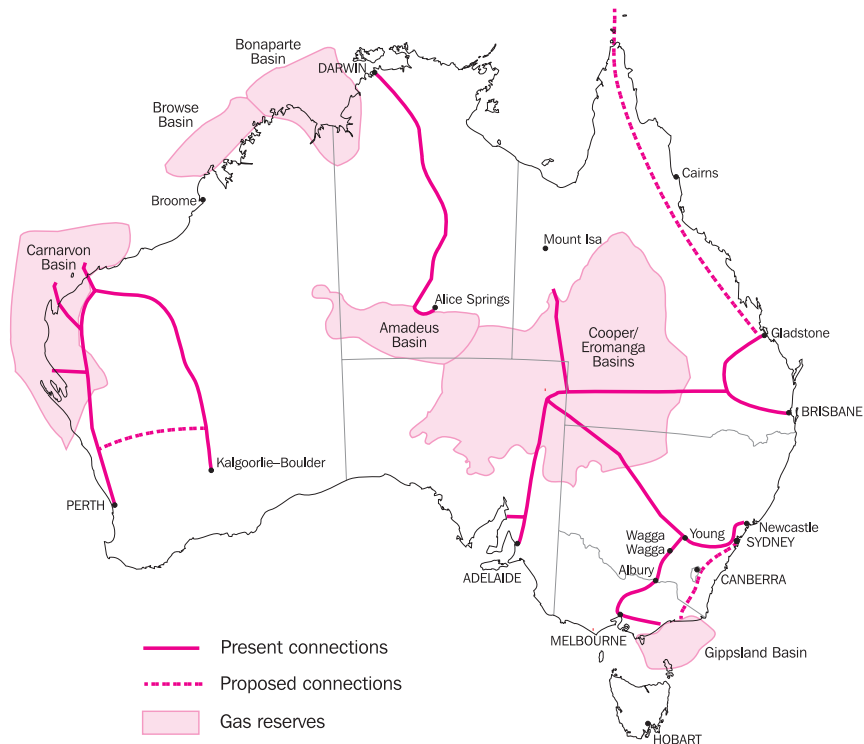 Bonaparte
Basin
DARWIN
Browse
Basin
Cairns
Broome
Mount Isa
Carnarvon
Basin
Alice Springs
Amadeus
Basin
Cooper/
Eromanga
Basins
Gladstone
BRISBANE
Kalgoorlie–Boulder
PERTH
Newcastle
Young
SYDNEY
Wagga
Wagga
ADELAIDE
Albury
CANBERRA
MELBOURNE
Gippsland Basin
Present connections
Proposed connections
Gas reserves
HOBART